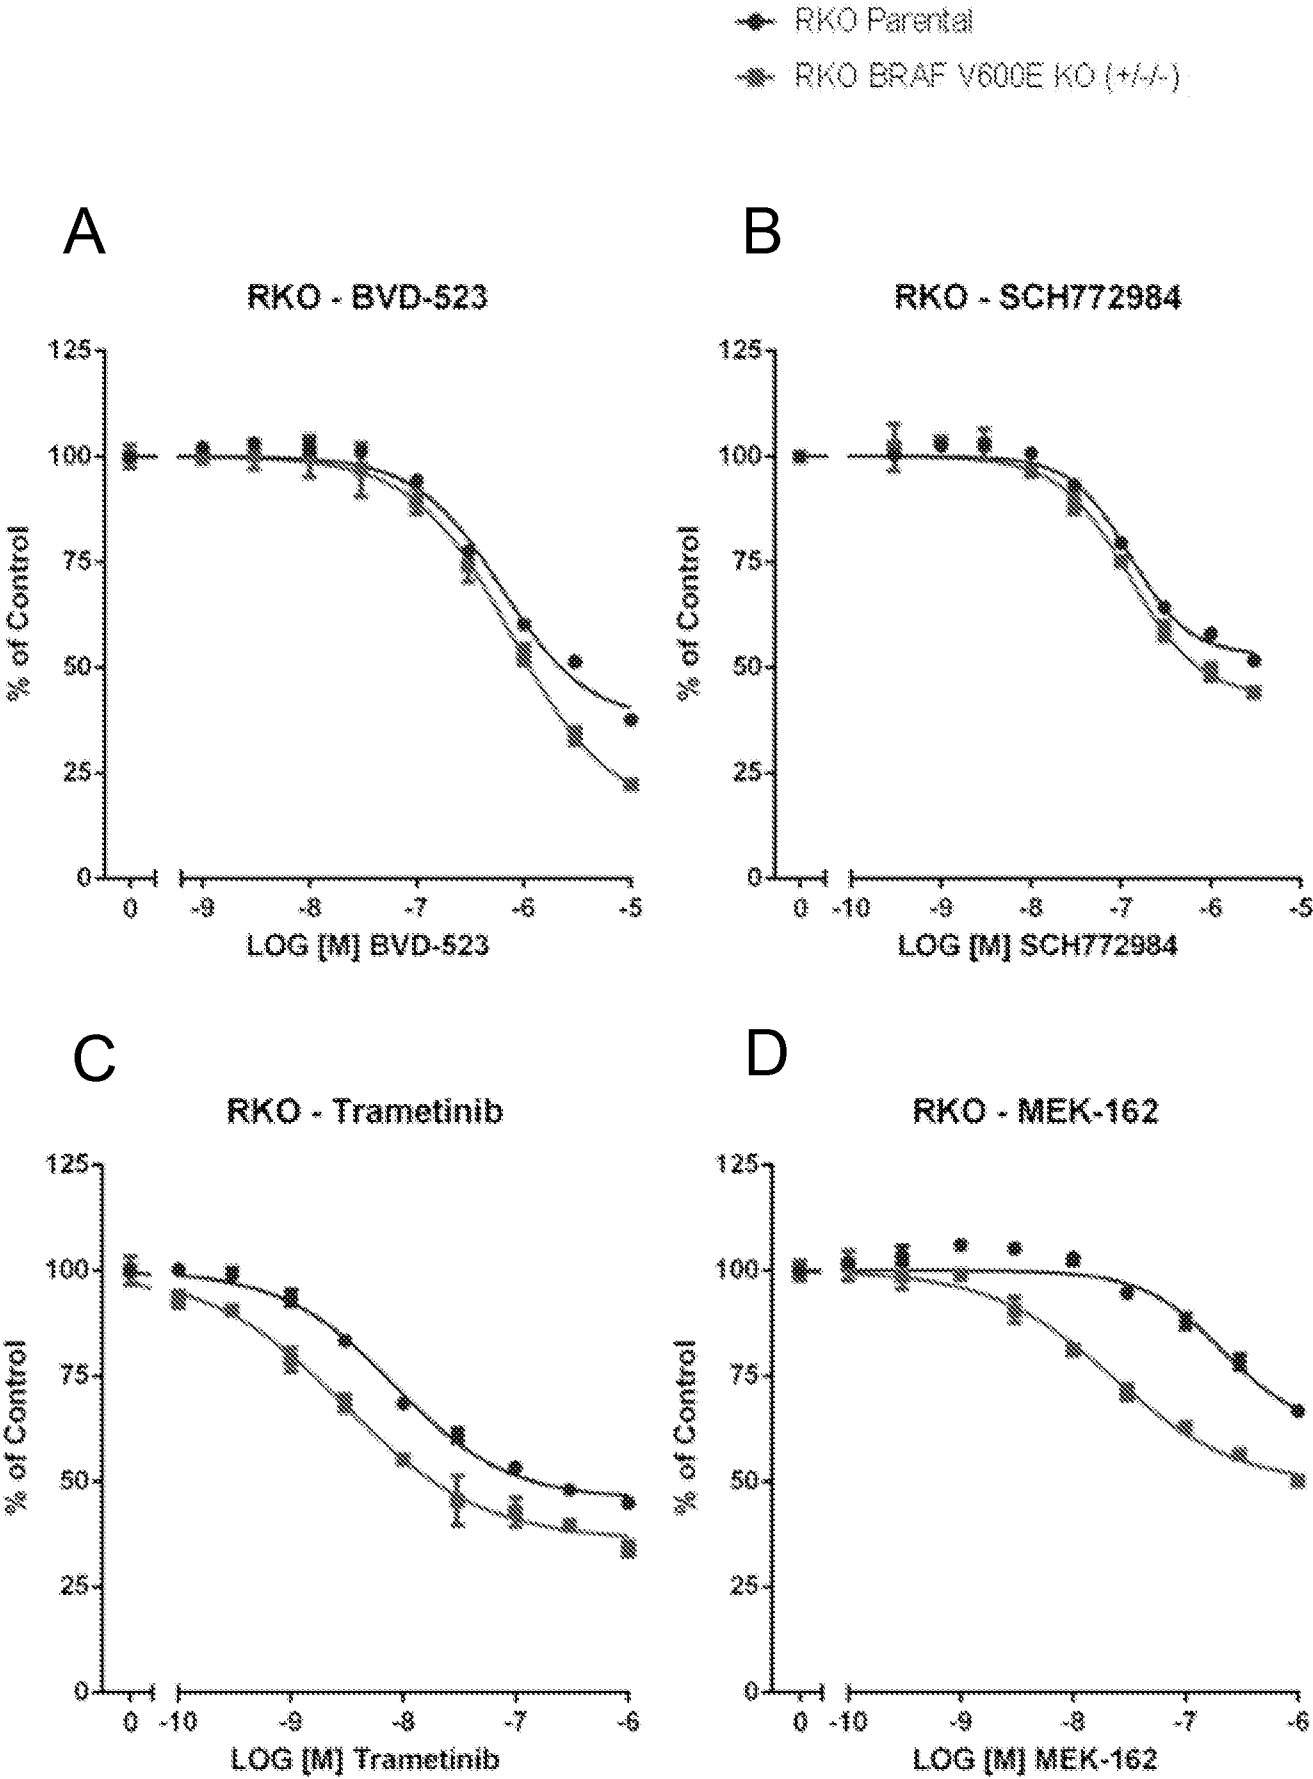 RKO Parental
RKO BRAF V600E KO (+/-/-)
A
RKO - BVD-523
125
100
75
50
25
0
% of Control
0 -9 -8 -7 -6 -5
LOG [M] BVD-523
B
RKO - SCH772984
125
100
75
50
25
0
% of Control
0 -10 -9 -8 -7 -6 -5
LOG [M] SCH772984
C
RKO - Trametinib
125
100
75
50
25
0
% of Control
0 -10 -9 -8 -7 -6
LOG [M] Trametinib
D
RKO - MEK-162
125
100
75
50
25
0
% of Control
0 -10 -9 -8 -7 -6
LOG [M] MEK-162